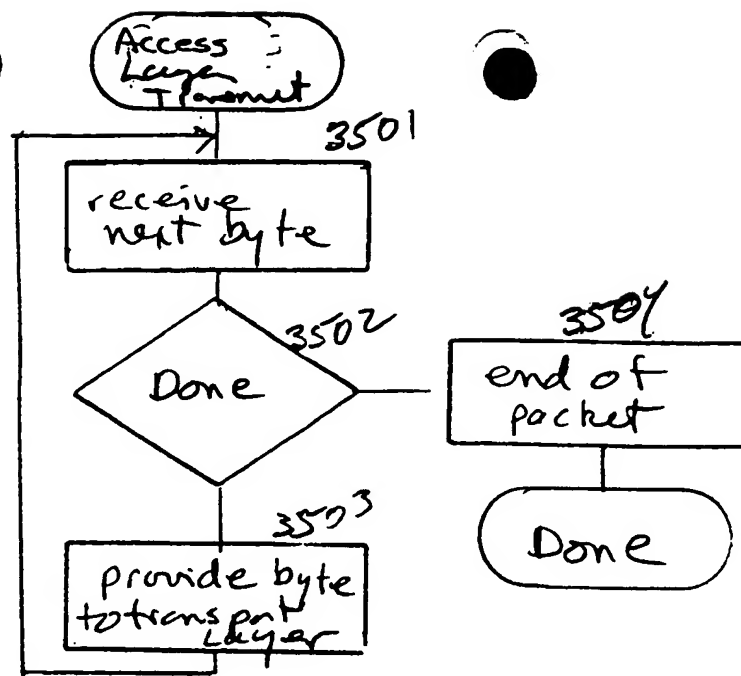 Access
Layer
Transmit
3501
receive
next byte
3502
Done
3504
end of
packet
3503
provide byte
to transport
Layer
Done